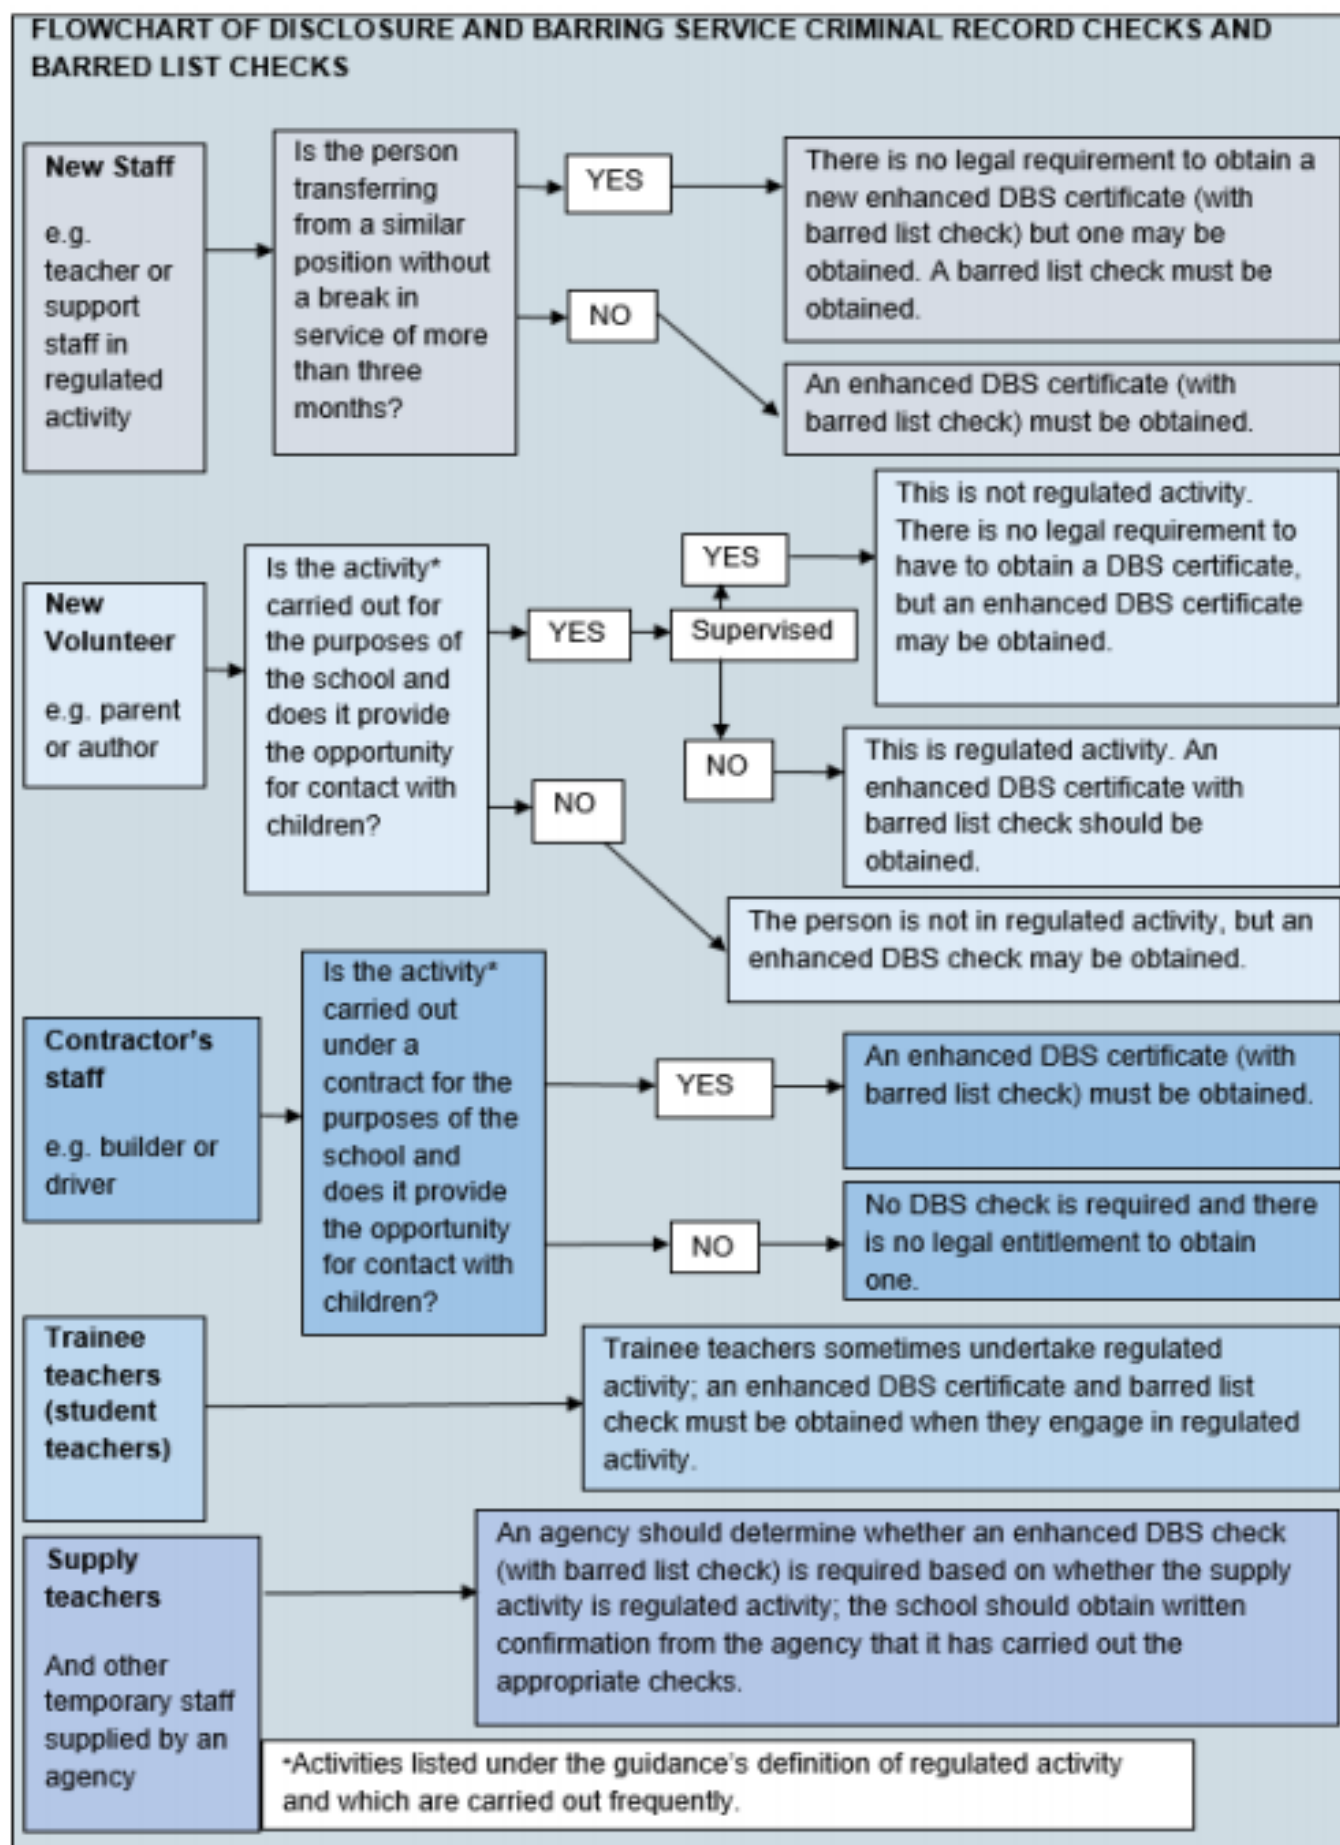 FLOWCHART OF DISCLOSURE AND BARRING SERVICE CRIMINAL RECORD CHECKS AND
BARRED LIST CHECKS
New Staff
e.g.
teacher or
support
staff in
regulated
activity
Is the person
transferring
from a similar
position without
a break in
service of more
than three
months?
YES
There is no legal requirement to obtain a
new enhanced DBS certificate (with
barred list check) but one may be
obtained. A barred list check must be
obtained.
NO
An enhanced DBS certificate (with
barred list check) must be obtained.
New
Volunteer
e.g. parent
or author
Is the activity*
carried out for
the purposes of
the school and
does it provide
the opportunity
for contact with
children?
YES
Supervised
YES
This is not regulated activity.
There is no legal requirement to
have to obtain a DBS certificate,
but an enhanced DBS certificate
may be obtained.
NO
This is regulated activity. An
enhanced DBS certificate with
barred list check should be
obtained.
NO
The person is not in regulated activity, but an
enhanced DBS check may be obtained.
Contractor's
staff
e.g. builder or
driver
Is the activity*
carried out
under a
contract for the
purposes of the
school and
does it provide
the opportunity
for contact with
children?
YES
An enhanced DBS certificate (with
barred list check) must be obtained.
NO
No DBS check is required and there
is no legal entitlement to obtain
one.
Trainee
teachers
(student
teachers)
Trainee teachers sometimes undertake regulated
activity; an enhanced DBS certificate and barred list
check must be obtained when they engage in regulated
activity.
Supply
teachers
And other
temporary staff
supplied by an
agency
An agency should determine whether an enhanced DBS check
(with barred list check) is required based on whether the supply
activity is regulated activity; the school should obtain written
confirmation from the agency that it has carried out the
appropriate checks.
*Activities listed under the guidance's definition of regulated activity
and which are carried out frequently.